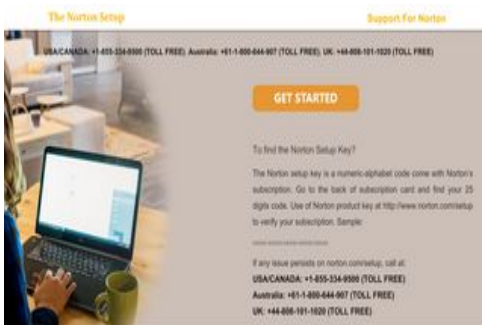 The Norton Setup
Support For Norton
USA/CANADA: +1-855-334-9500 (TOLL FREE), Australia: +61-1-800-644-907 (TOLL FREE), UK: +44-808-101-1020 (TOLL FREE)
GET STARTED
To find the Norton Setup Key?
The Norton setup key is a numeric-alphabet code come with Norton's
subscription. Go to the back of subscription card and find your 25
digits code. Use of Norton product key at http://www.norton.com/setup
to verify your subscription. Sample:
If any issue persists on norton.com/setup, call at:
USA/CANADA: +1-855-334-9500 (TOLL FREE)
Australia: +61-1-800-644-907 (TOLL FREE)
UK: +44-808-101-1020 (TOLL FREE)